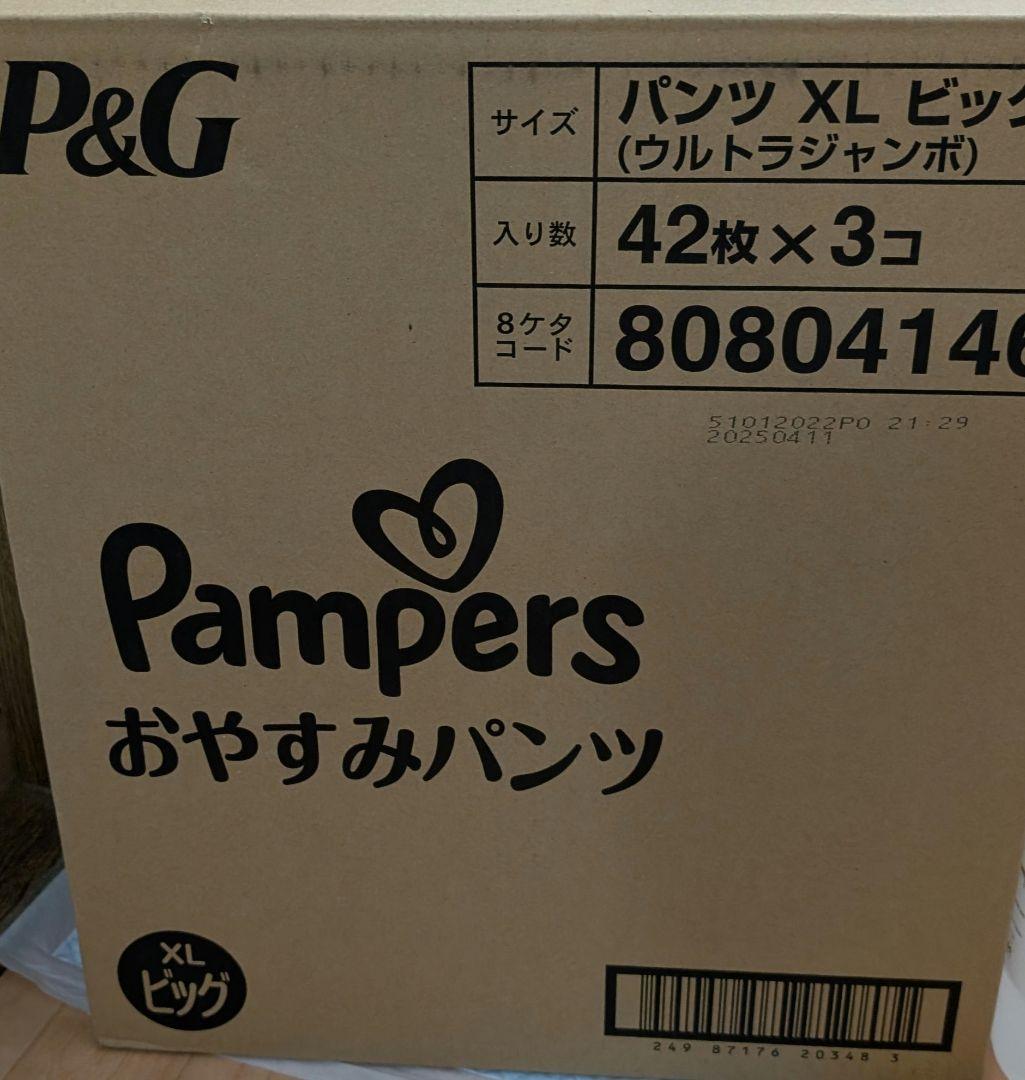 P&G
サイズ
パンツ XL ビッグ
(ウルトラジャンボ)
入り数
42枚×3コ
8ケタ
コード
80804146
51012022P0 21:29
20250411
Pampers
おやすみパンツ
XL
ビッグ
249 87176 20348 3